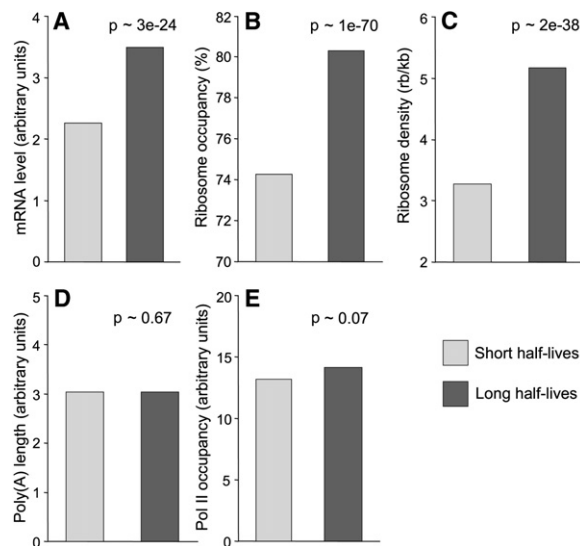 A
p ~ 3e-24
mRNA level (arbitrary units)
4
3
2
1
0
B
p ~ 1e-70
Ribosome occupancy (%)
82
80
78
76
74
72
70
C
p ~ 2e-38
Ribosome density (rb/kb)
6
5
4
3
2
D
p ~ 0.67
Poly(A) length (arbitrary units)
5
4
3
2
1
0
E
p ~ 0.07
Pol II occupancy (arbitrary units)
20
15
10
5
0
Short half-lives
Long half-lives